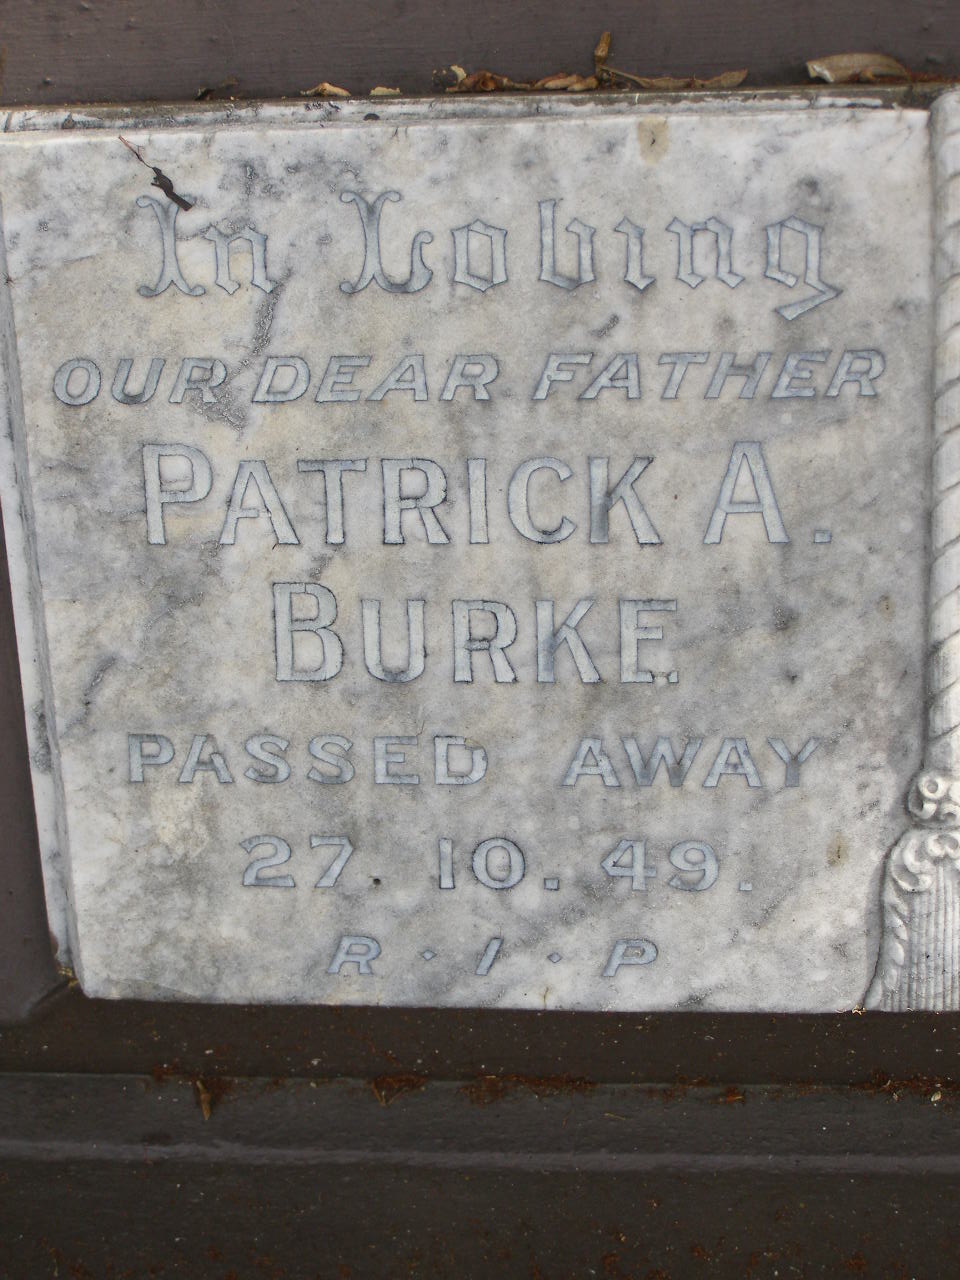 In Loving
OUR DEAR FATHER
PATRICK A.
BURKE.
PASSED AWAY
27. 10. 49.
R·I·P